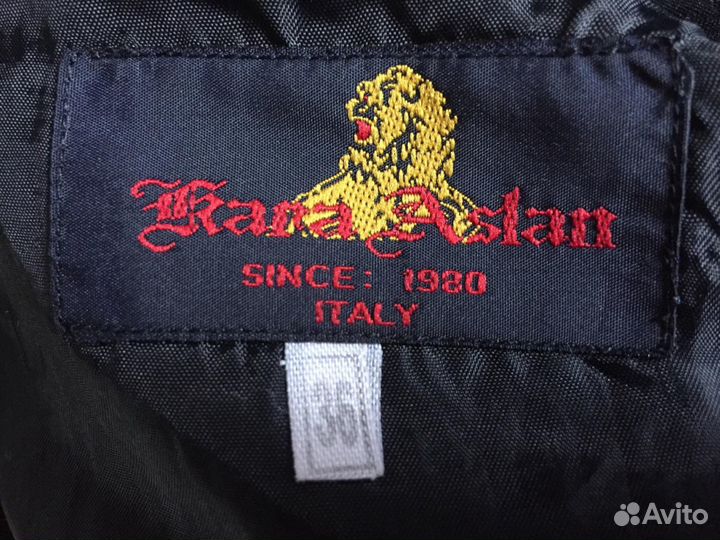 Kara Aslan
SINCE: 1980
ITALY
36
Avito